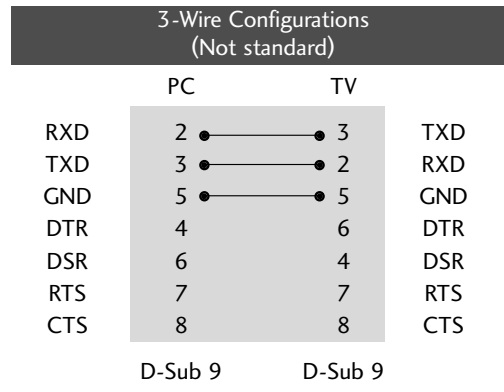 3-Wire Configurations
(Not standard)
PC TV
RXD 2 3 TXD
TXD 3 2 RXD
GND 5 5 GND
DTR 4 6 DTR
DSR 6 4 DSR
RTS 7 7 RTS
CTS 8 8 CTS
D-Sub 9 D-Sub 9